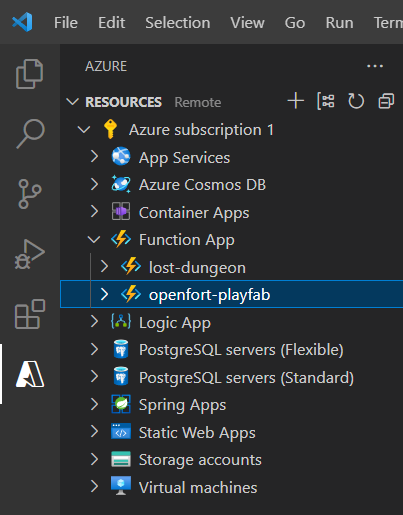 File Edit Selection View Go Run Term
AZURE
RESOURCES Remote
Azure subscription 1
App Services
Azure Cosmos DB
Container Apps
Function App
lost-dungeon
openfort-playfab
Logic App
PostgreSQL servers (Flexible)
PostgreSQL servers (Standard)
Spring Apps
Static Web Apps
Storage accounts
Virtual machines